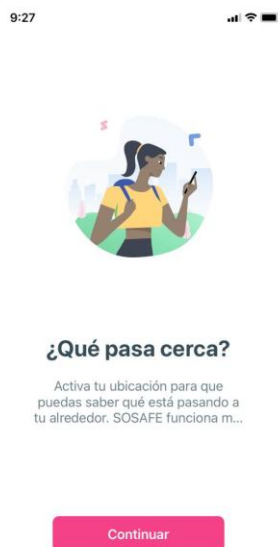 9:27
¿Qué pasa cerca?
Activa tu ubicación para que
puedas saber qué está pasando a
tu alrededor. SOSAFE funciona m...
Continuar